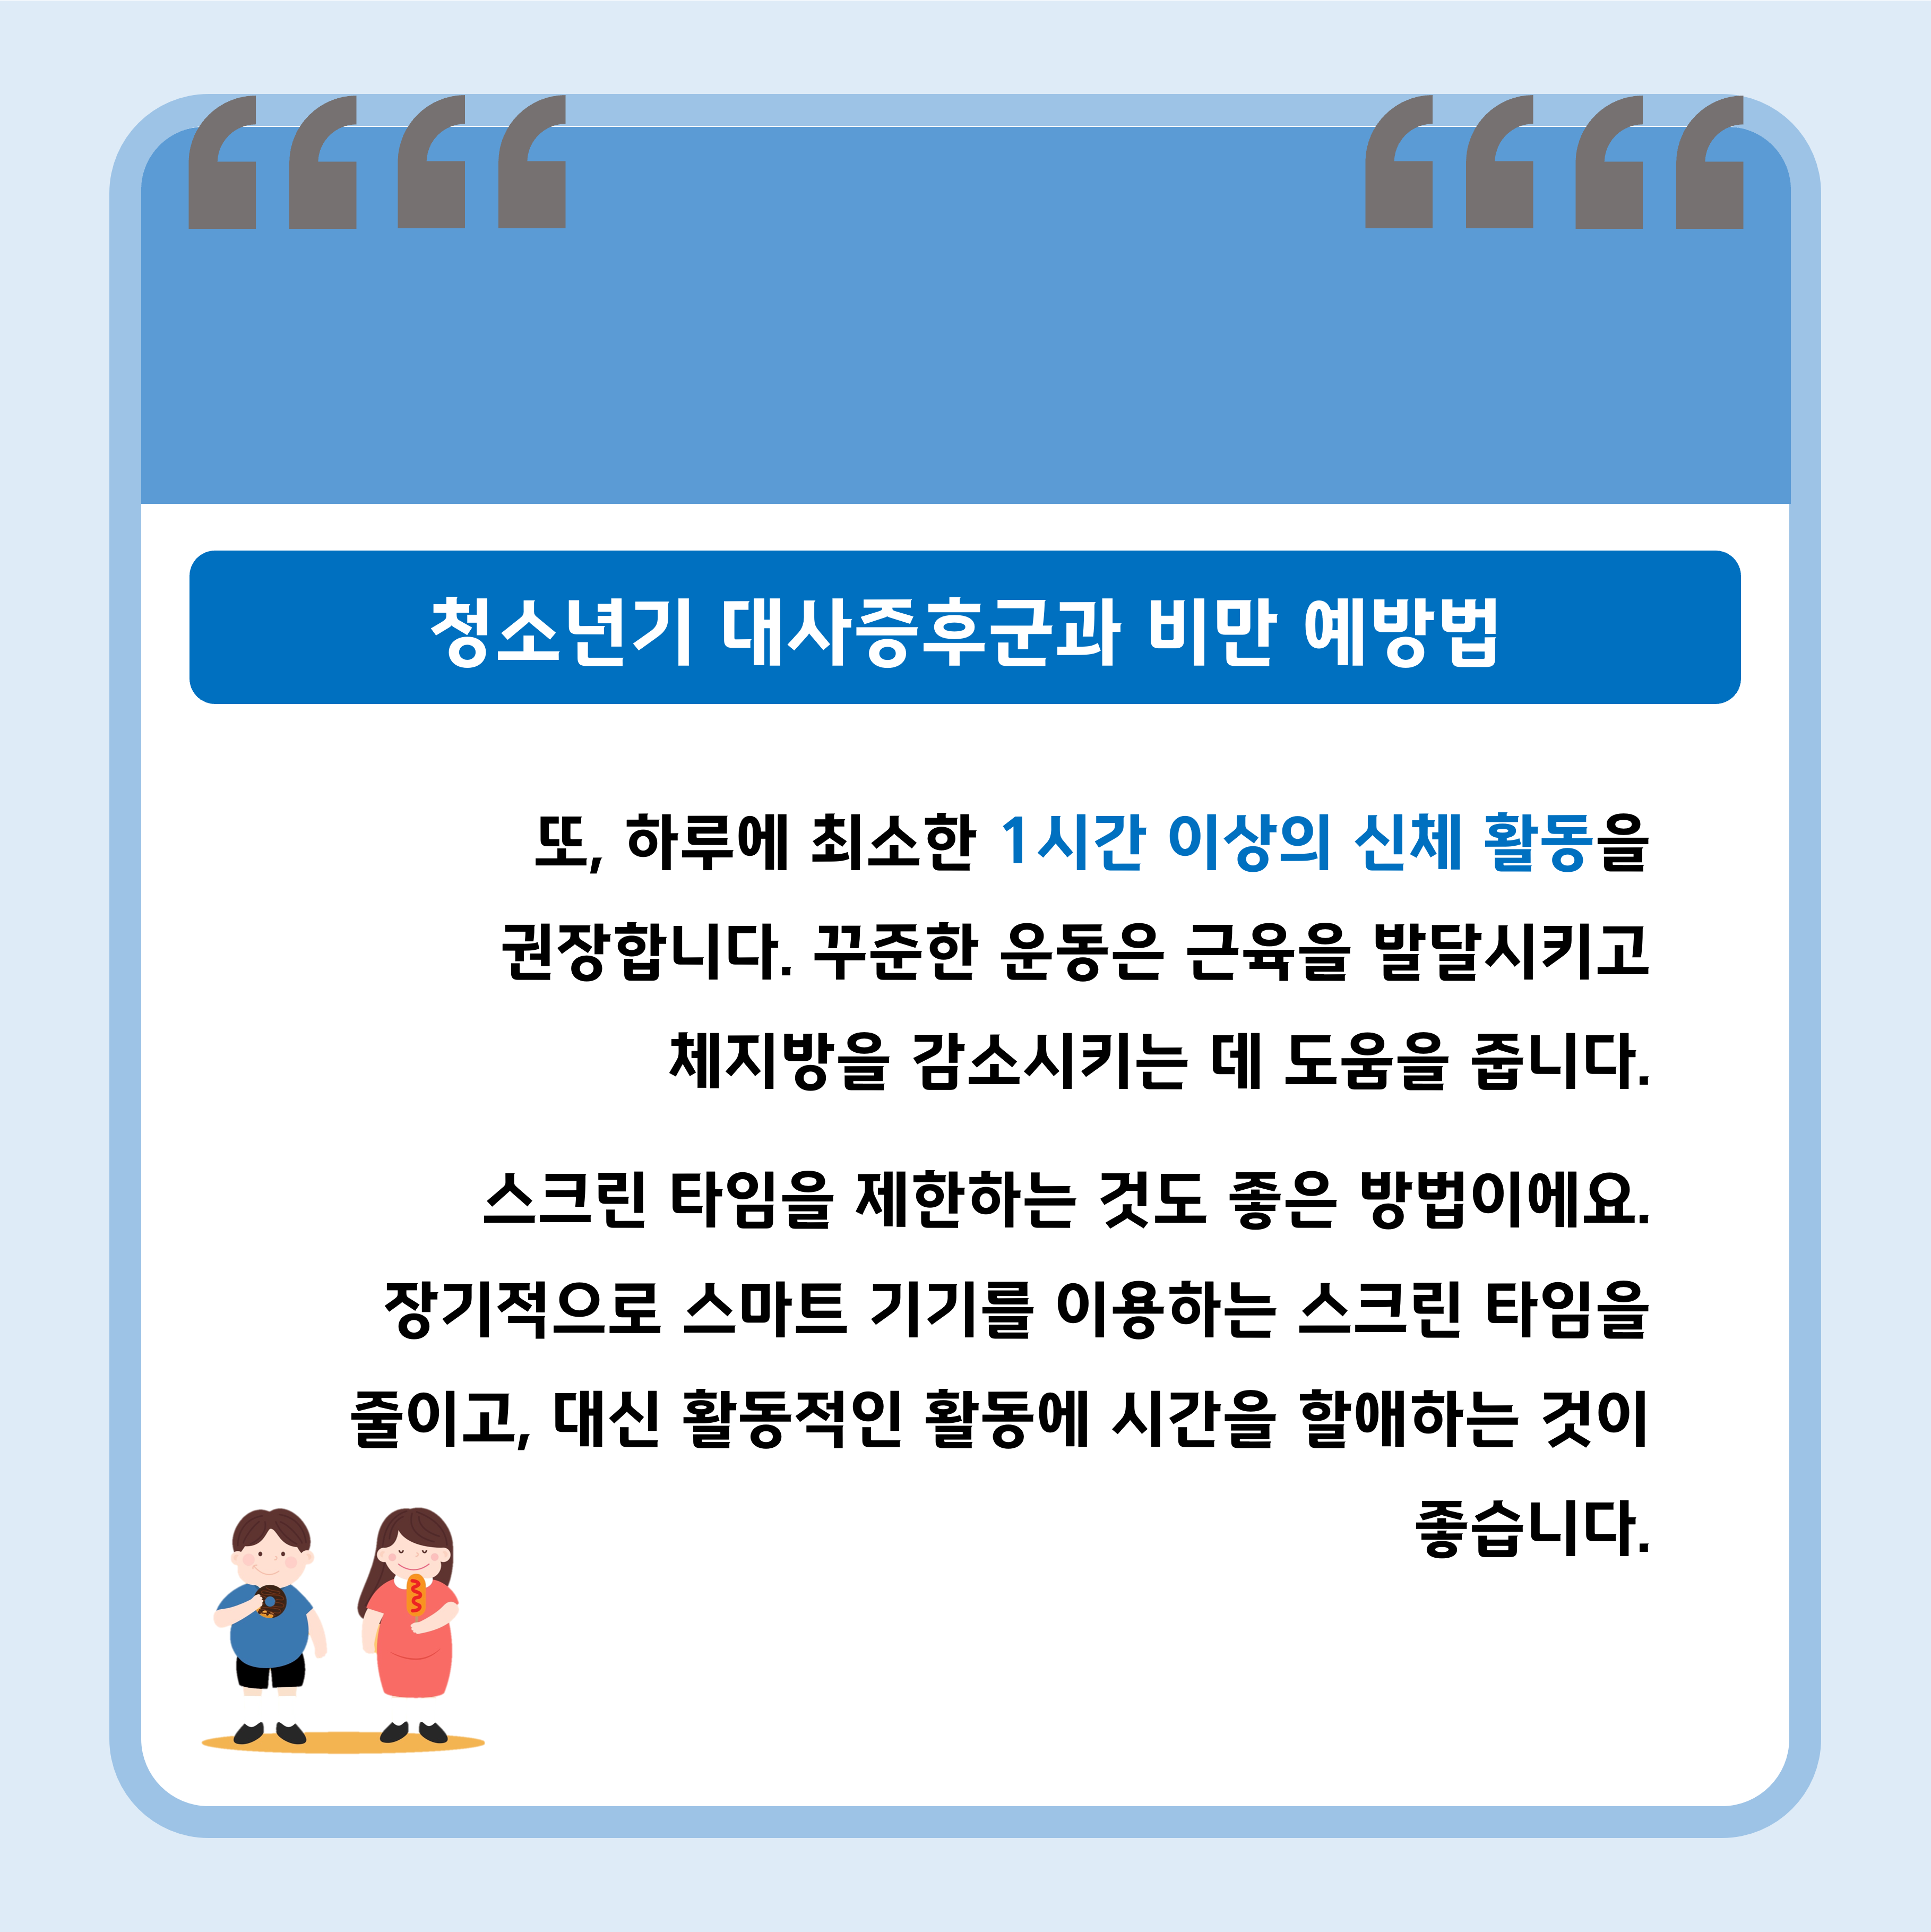 청소년기 대사증후군과 비만 예방법
또, 하루에 최소한 1시간 이상의 신체 활동을
권장합니다. 꾸준한 운동은 근육을 발달시키고
체지방을 감소시키는 데 도움을 줍니다.
스크린 타임을 제한하는 것도 좋은 방법이에요.
장기적으로 스마트 기기를 이용하는 스크린 타임을
줄이고, 대신 활동적인 활동에 시간을 할애하는 것이
좋습니다.